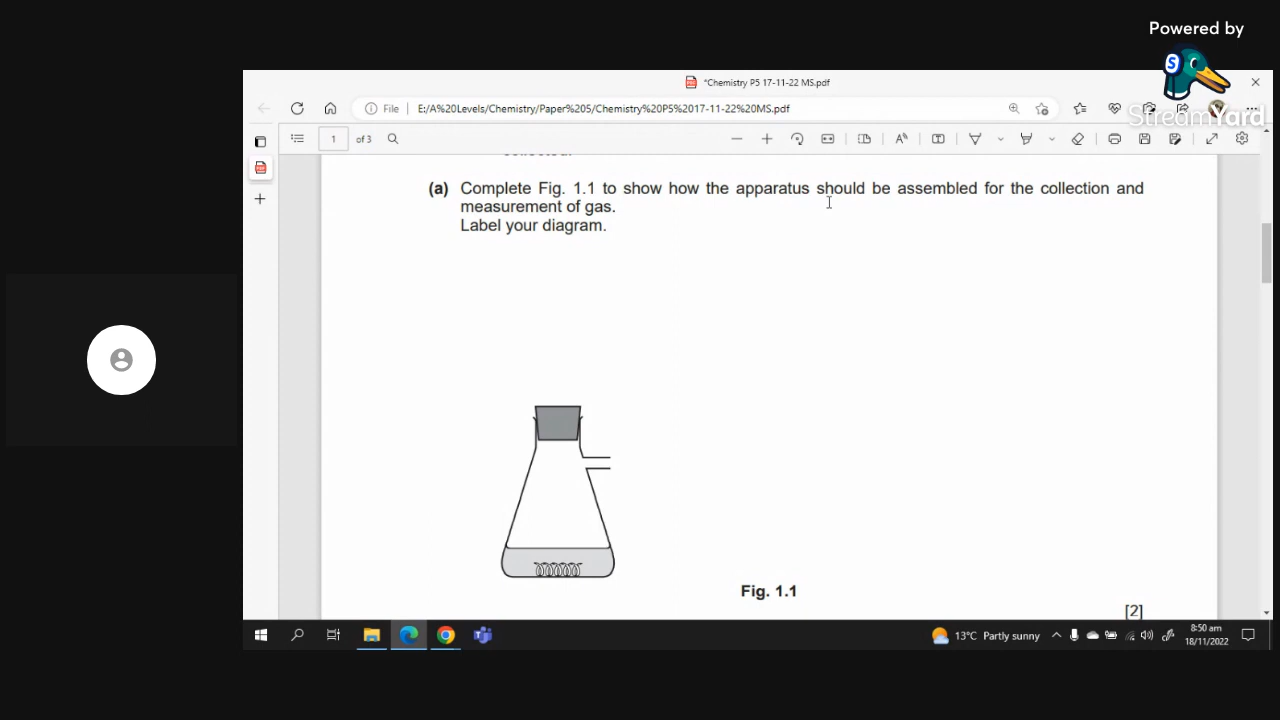 Powered by
StreamYard
*Chemistry P5 17-11-22 MS.pdf
File | E:/A%20Levels/Chemistry/Paper%205/Chemistry%20P5%2017-11-22%20MS.pdf
1 of 3
(a) Complete Fig. 1.1 to show how the apparatus should be assembled for the collection and
measurement of gas.
Label your diagram.
Fig. 1.1
[2]
13°C Partly sunny
8:50 am
18/11/2022